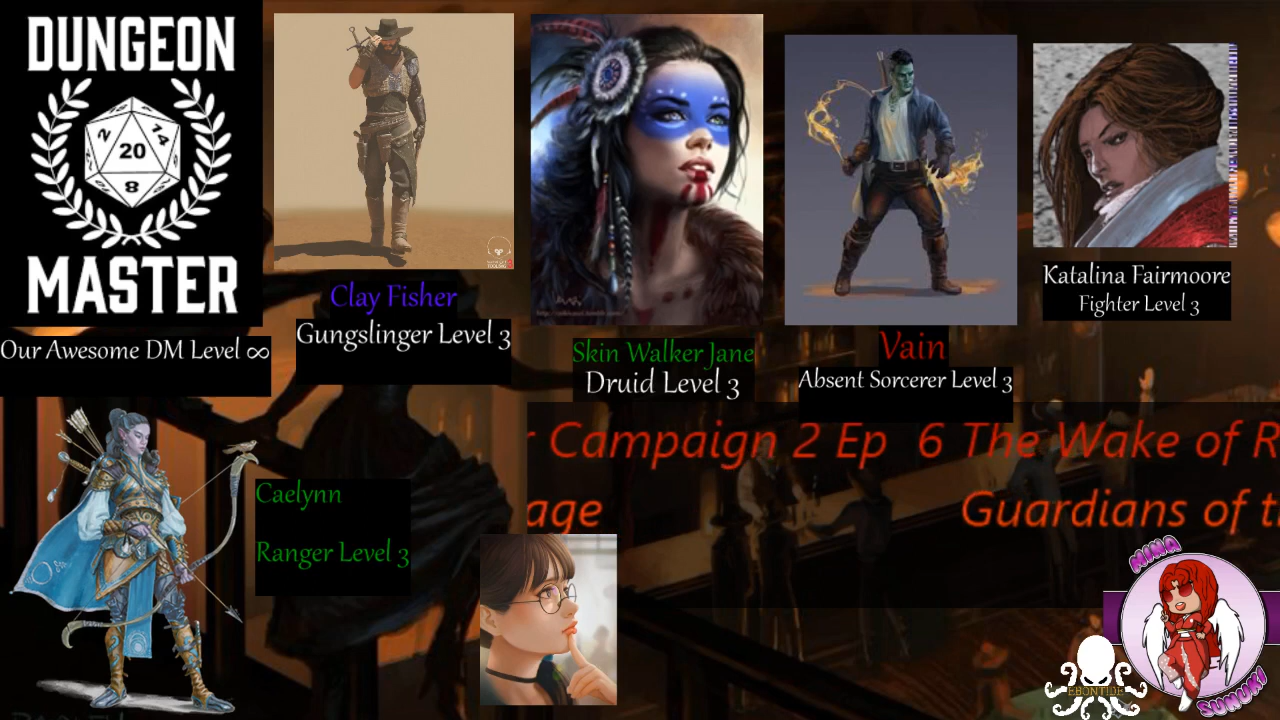 DUNGEON
20
2
14
8
MASTER
Our Awesome DM Level ∞
Clay Fisher
Gungslinger Level 3
Skin Walker Jane
Druid Level 3
Vain
Absent Sorcerer Level 3
Katalina Fairmoore
Fighter Level 3
Caelynn
Ranger Level 3
r Campaign 2 Ep 6 The Wake of R
age Guardians of t
MIMA
SUHUKI
EBONTIDE